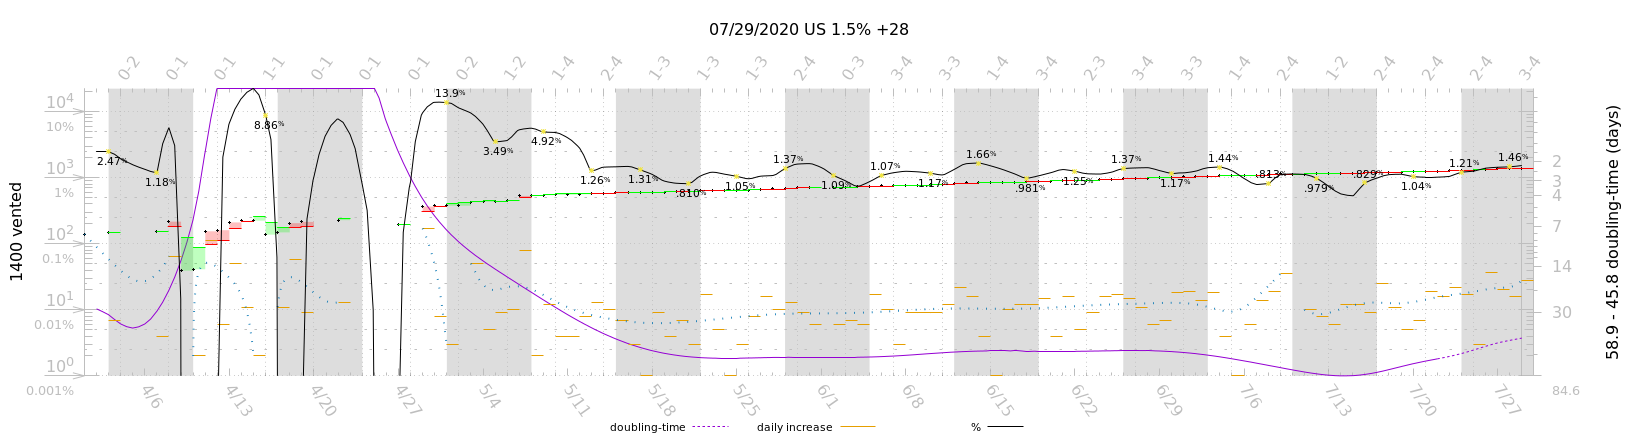 07/29/2020 US 1.5% +28
0-2 0-1 0-1 1-1 0-1 0-1 0-1 0-2 1-2 1-4 2-4 1-3 1-3 1-3 2-4 0-3 3-4 3-4 1-4 3-4 2-4 3-3 3-4 2-4 1-3 1-3 2-4 2-4 2-4 3-4
10⁴
10%
10³
1%
10²
0.1%
10¹
0.01%
10⁰
0.001%
1400 vented
2.47% 1.18% 8.86% 13.9% 3.49% 4.92% 1.26% 1.31% .810% 1.05% 1.37% 1.09% 1.07% 1.17% 1.66% .981% 1.25% 1.37% 1.17% 1.44% .813% .979% .829% 1.04% 1.21% 1.46%
2
3
4
7
14
30
84.6
58.9 - 45.8 doubling-time (days)
4/6 4/13 4/20 4/27 5/4 5/11 5/18 5/25 6/1 6/8 6/15 6/22 6/29 7/6 7/13 7/20 7/27
doubling-time daily increase %